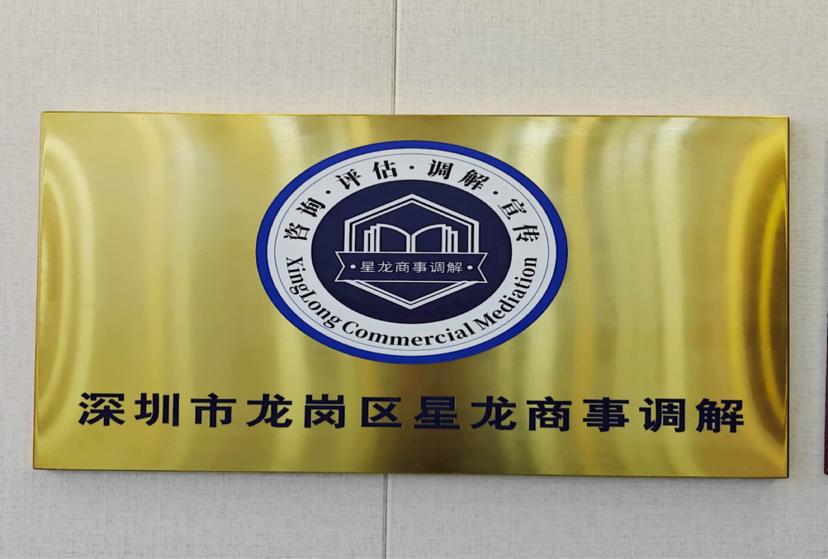 咨询·评估·调解·宣传
·星龙商事调解·
XingLong Commercial Mediation
深圳市龙岗区星龙商事调解